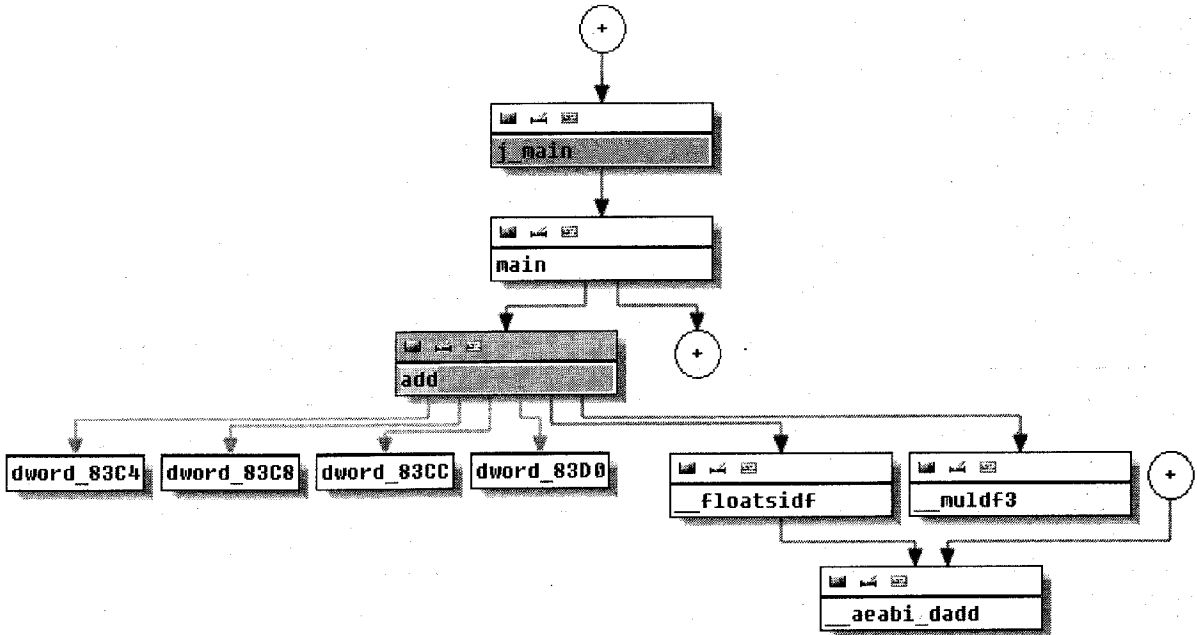 +
j_main
main
+
add
dword_83C4
dword_83C8
dword_83CC
dword_83D0
__floatsidf
__muldf3
+
__aeabi_dadd